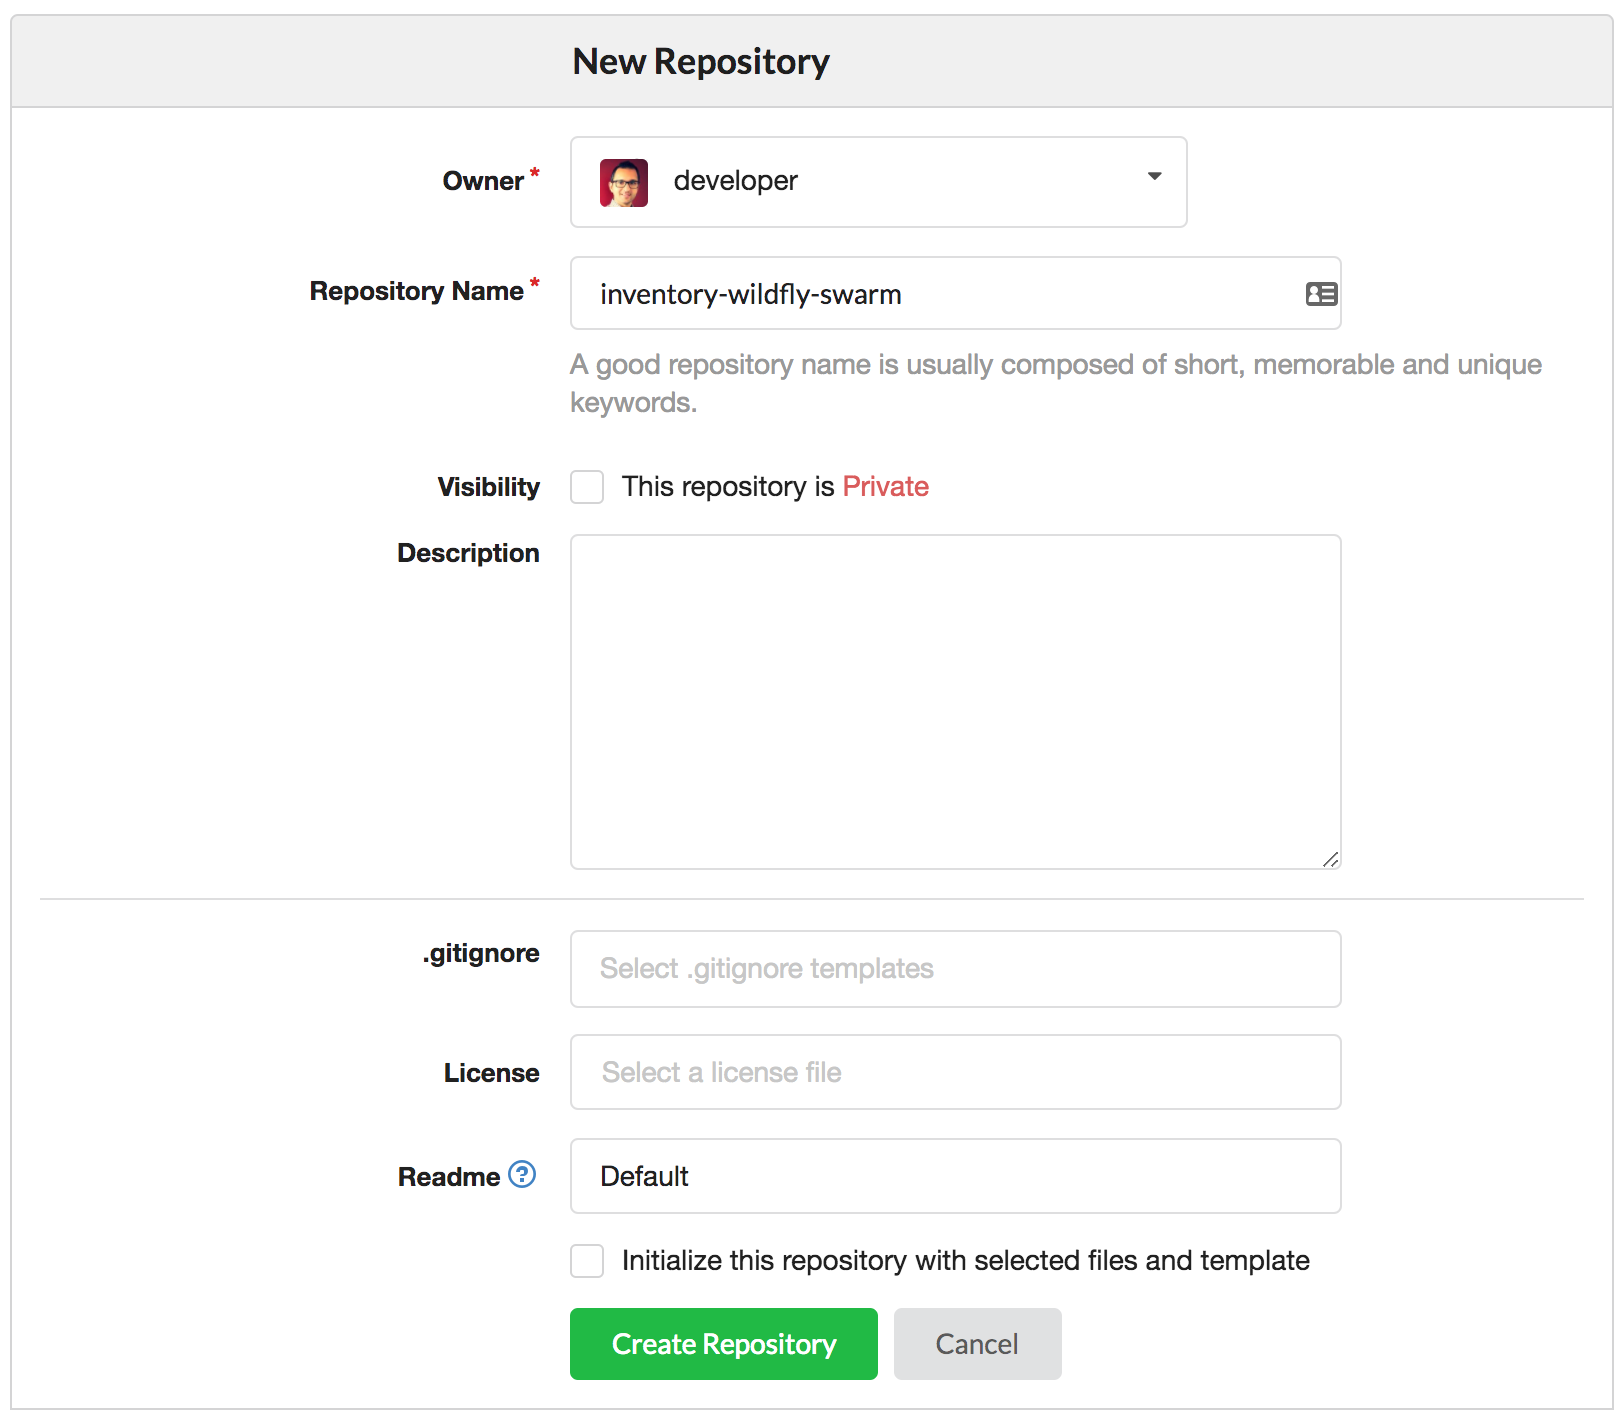 New Repository
Owner *
developer
Repository Name *
inventory-wildfly-swarm
A good repository name is usually composed of short, memorable and unique
keywords.
Visibility
This repository is Private
Description
.gitignore
Select .gitignore templates
License
Select a license file
Readme ?
Default
Initialize this repository with selected files and template
Create Repository
Cancel